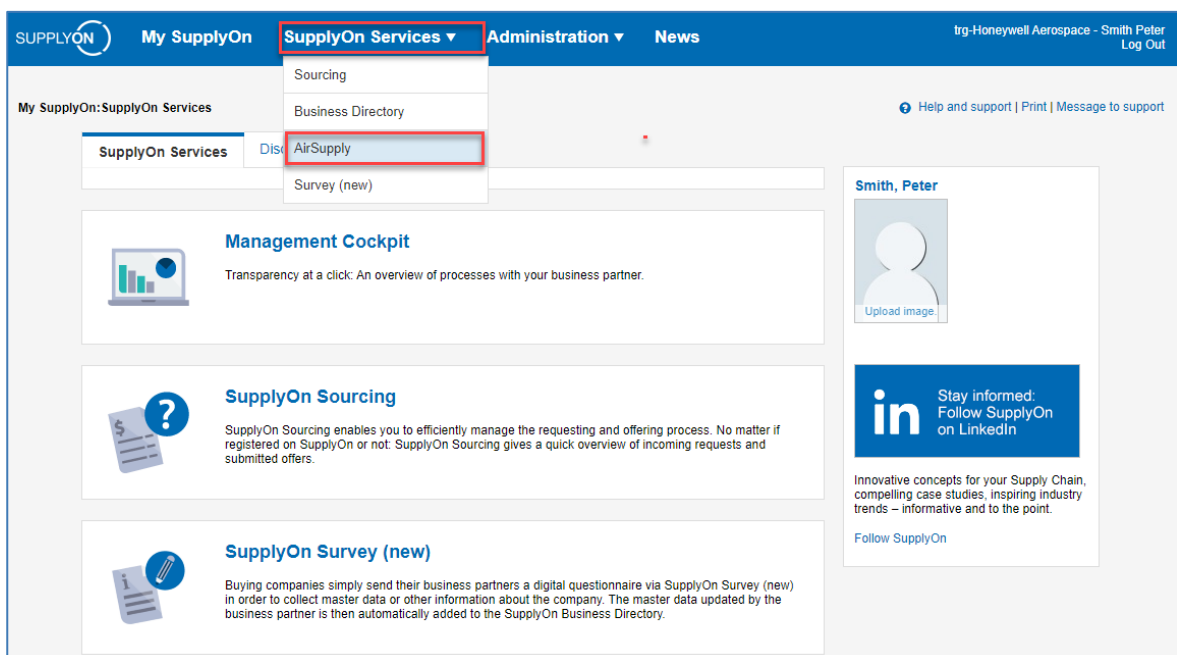 SUPPLYON My SupplyOn SupplyOn Services ▾ Administration ▾ News
trg-Honeywell Aerospace - Smith Peter
Log Out
Sourcing
Business Directory
AirSupply
Survey (new)
My SupplyOn:SupplyOn Services
Help and support | Print | Message to support
SupplyOn Services
Disc
Management Cockpit
Transparency at a click: An overview of processes with your business partner.
SupplyOn Sourcing
SupplyOn Sourcing enables you to efficiently manage the requesting and offering process. No matter if
registered on SupplyOn or not: SupplyOn Sourcing gives a quick overview of incoming requests and
submitted offers.
SupplyOn Survey (new)
Buying companies simply send their business partners a digital questionnaire via SupplyOn Survey (new)
in order to collect master data or other information about the company. The master data updated by the
business partner is then automatically added to the SupplyOn Business Directory.
Smith, Peter
Upload image.
in
Stay informed:
Follow SupplyOn
on LinkedIn
Innovative concepts for your Supply Chain,
compelling case studies, inspiring industry
trends – informative and to the point.
Follow SupplyOn